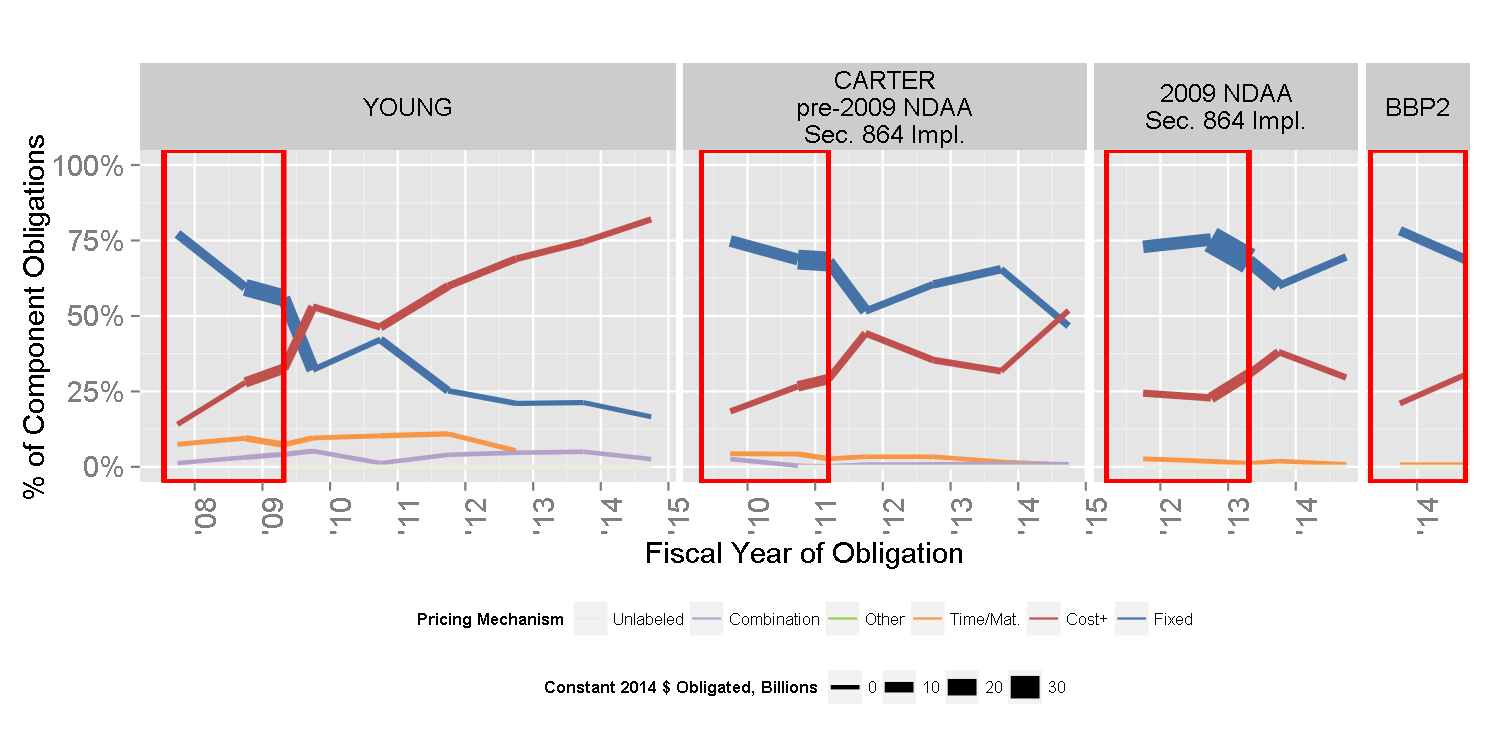 YOUNG
CARTER
pre-2009 NDAA
Sec. 864 Impl.
2009 NDAA
Sec. 864 Impl.
BBP2
% of Component Obligations
100%
75%
50%
25%
0%
'08
'09
'10
'11
'12
'13
'14
'15
'10
'11
'12
'13
'14
'15
'12
'13
'14
'14
Fiscal Year of Obligation
Pricing Mechanism Unlabeled Combination Other Time/Mat. Cost+ Fixed
Constant 2014 $ Obligated, Billions 0 10 20 30